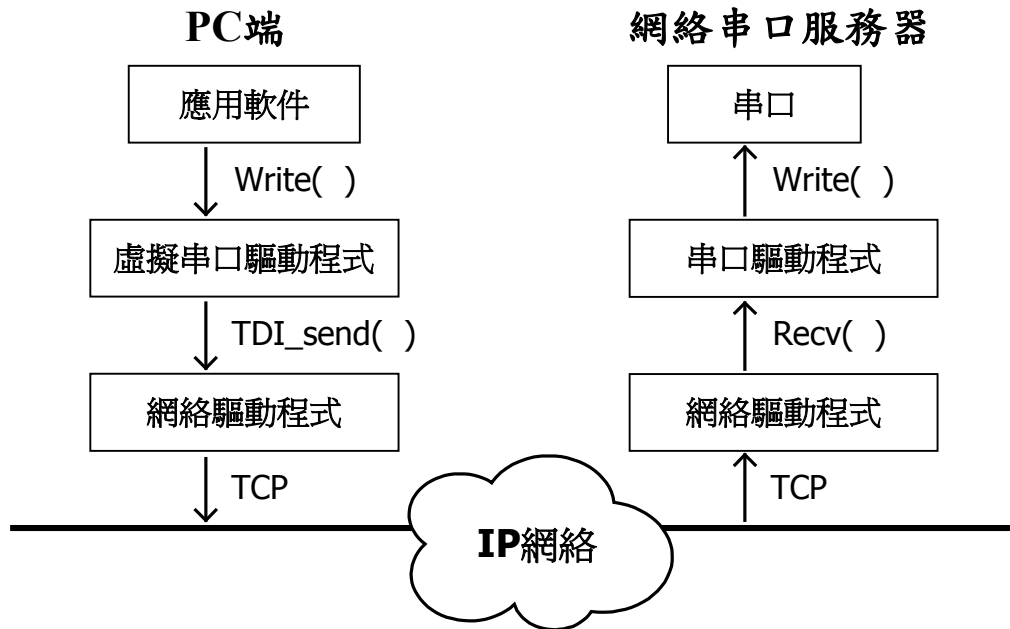 PC端
應用軟件
Write( )
虛擬串口驅動程式
TDI_send( )
網絡驅動程式
TCP
網絡串口服務器
串口
Write( )
串口驅動程式
Recv( )
網絡驅動程式
TCP
IP網絡